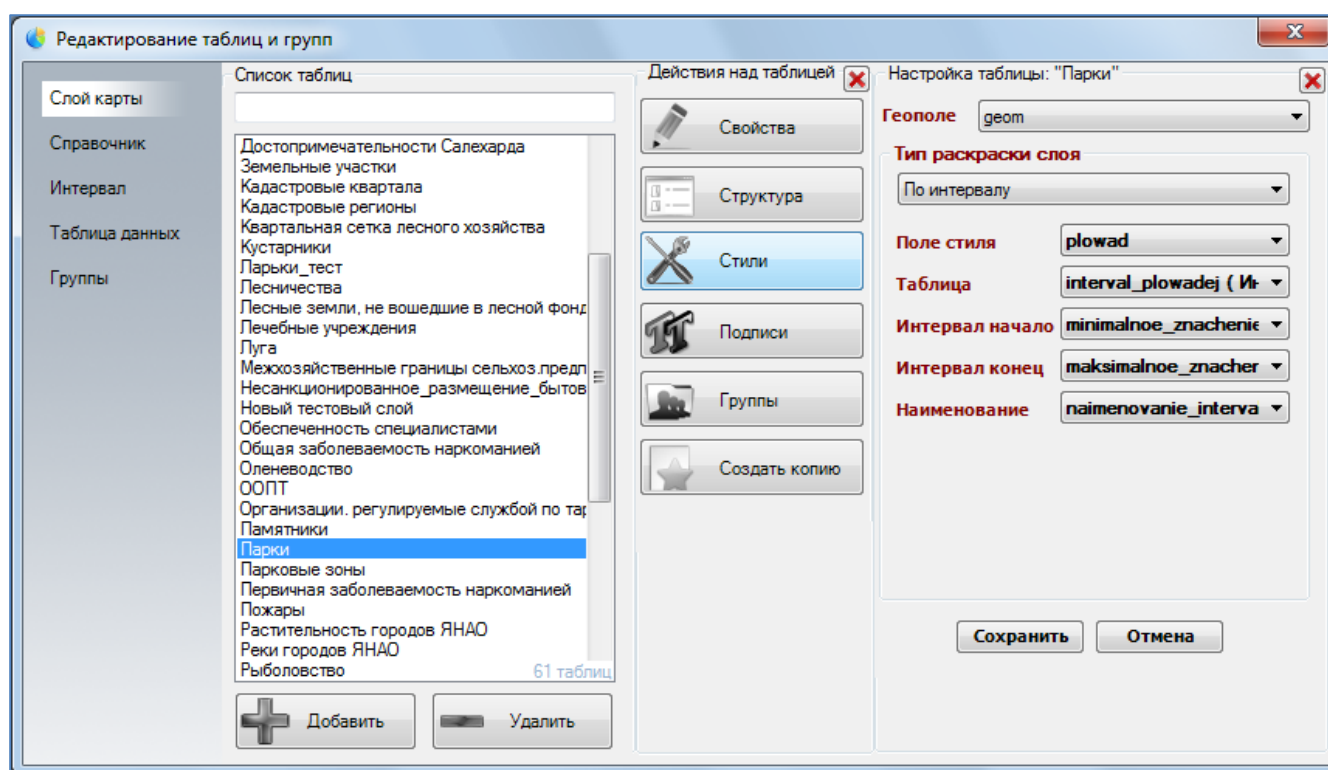 Редактирование таблиц и групп
Слой карты
Справочник
Интервал
Таблица данных
Группы
Список таблиц
Достопримечательности Салехарда
Земельные участки
Кадастровые квартала
Кадастровые регионы
Квартальная сетка лесного хозяйства
Кустарники
Ларьки_тест
Лесничества
Лесные земли, не вошедшие в лесной фонд
Лечебные учреждения
Луга
Межхозяйственные границы сельхоз.предп
Несанкционированное_размещение_бытов
Новый тестовый слой
Обеспеченность специалистами
Общая заболеваемость наркоманией
Оленеводство
ООПТ
Организации. регулируемые службой по тар
Памятники
Парки
Парковые зоны
Первичная заболеваемость наркоманией
Пожары
Растительность городов ЯНАО
Реки городов ЯНАО
Рыболовство
61 таблиц
Добавить
Удалить
Действия над таблицей
Свойства
Структура
Стили
Подписи
Группы
Создать копию
Настройка таблицы: "Парки"
Геополе geom
Тип раскраски слоя
По интервалу
Поле стиля plowad
Таблица interval_plowadej ( Ин
Интервал начало minimalnoe_znachenie
Интервал конец maksimalnoe_znacher
Наименование naimenovanie_interva
Сохранить
Отмена